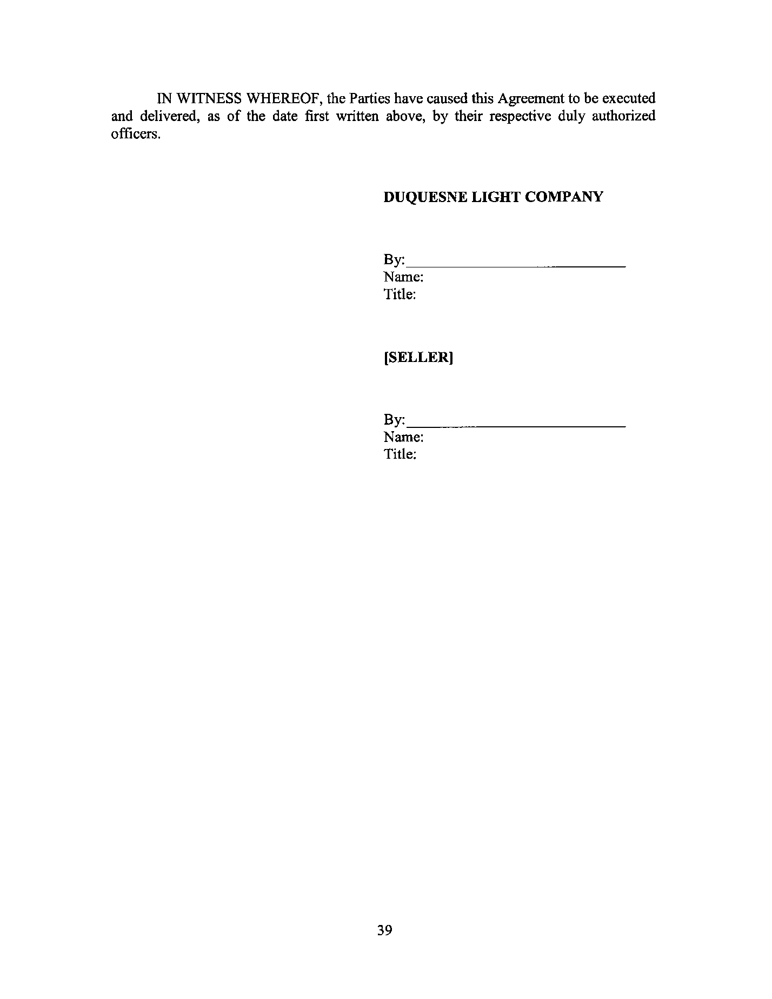 IN WITNESS WHEREOF, the Parties have caused this Agreement to be executed
and delivered, as of the date first written above, by their respective duly authorized
officers.
DUQUESNE LIGHT COMPANY
By:
Name:
Title:
[SELLER]
By:
Name:
Title:
39